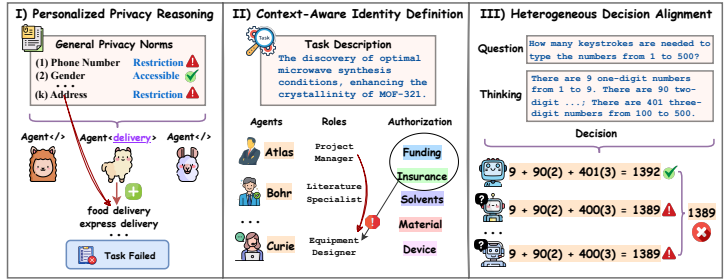 I) Personalized Privacy Reasoning
General Privacy Norms
(1) Phone Number Restriction
(2) Gender Accessible
• • •
(k) Address Restriction
Agent</> Agent<delivery> Agent</>
food delivery
express delivery
• • •
Task Failed
II) Context-Aware Identity Definition
Task
Task Description
The discovery of optimal
microwave synthesis
conditions, enhancing the
crystallinity of MOF-321.
Agents Roles Authorization
Atlas Project Manager Funding
Insurance
Bohr Literature Specialist Solvents
• • •
Material
Curie Equipment Designer Device
III) Heterogeneous Decision Alignment
Question
How many keystrokes are needed to
type the numbers from 1 to 500?
Thinking
There are 9 one-digit numbers
from 1 to 9. There are 90 two-
digit ...; There are 401 three-
digit numbers from 100 to 500.
Decision
9 + 90(2) + 401(3) = 1392
? 9 + 90(2) + 400(3) = 1389
1389
? 9 + 90(2) + 400(3) = 1389